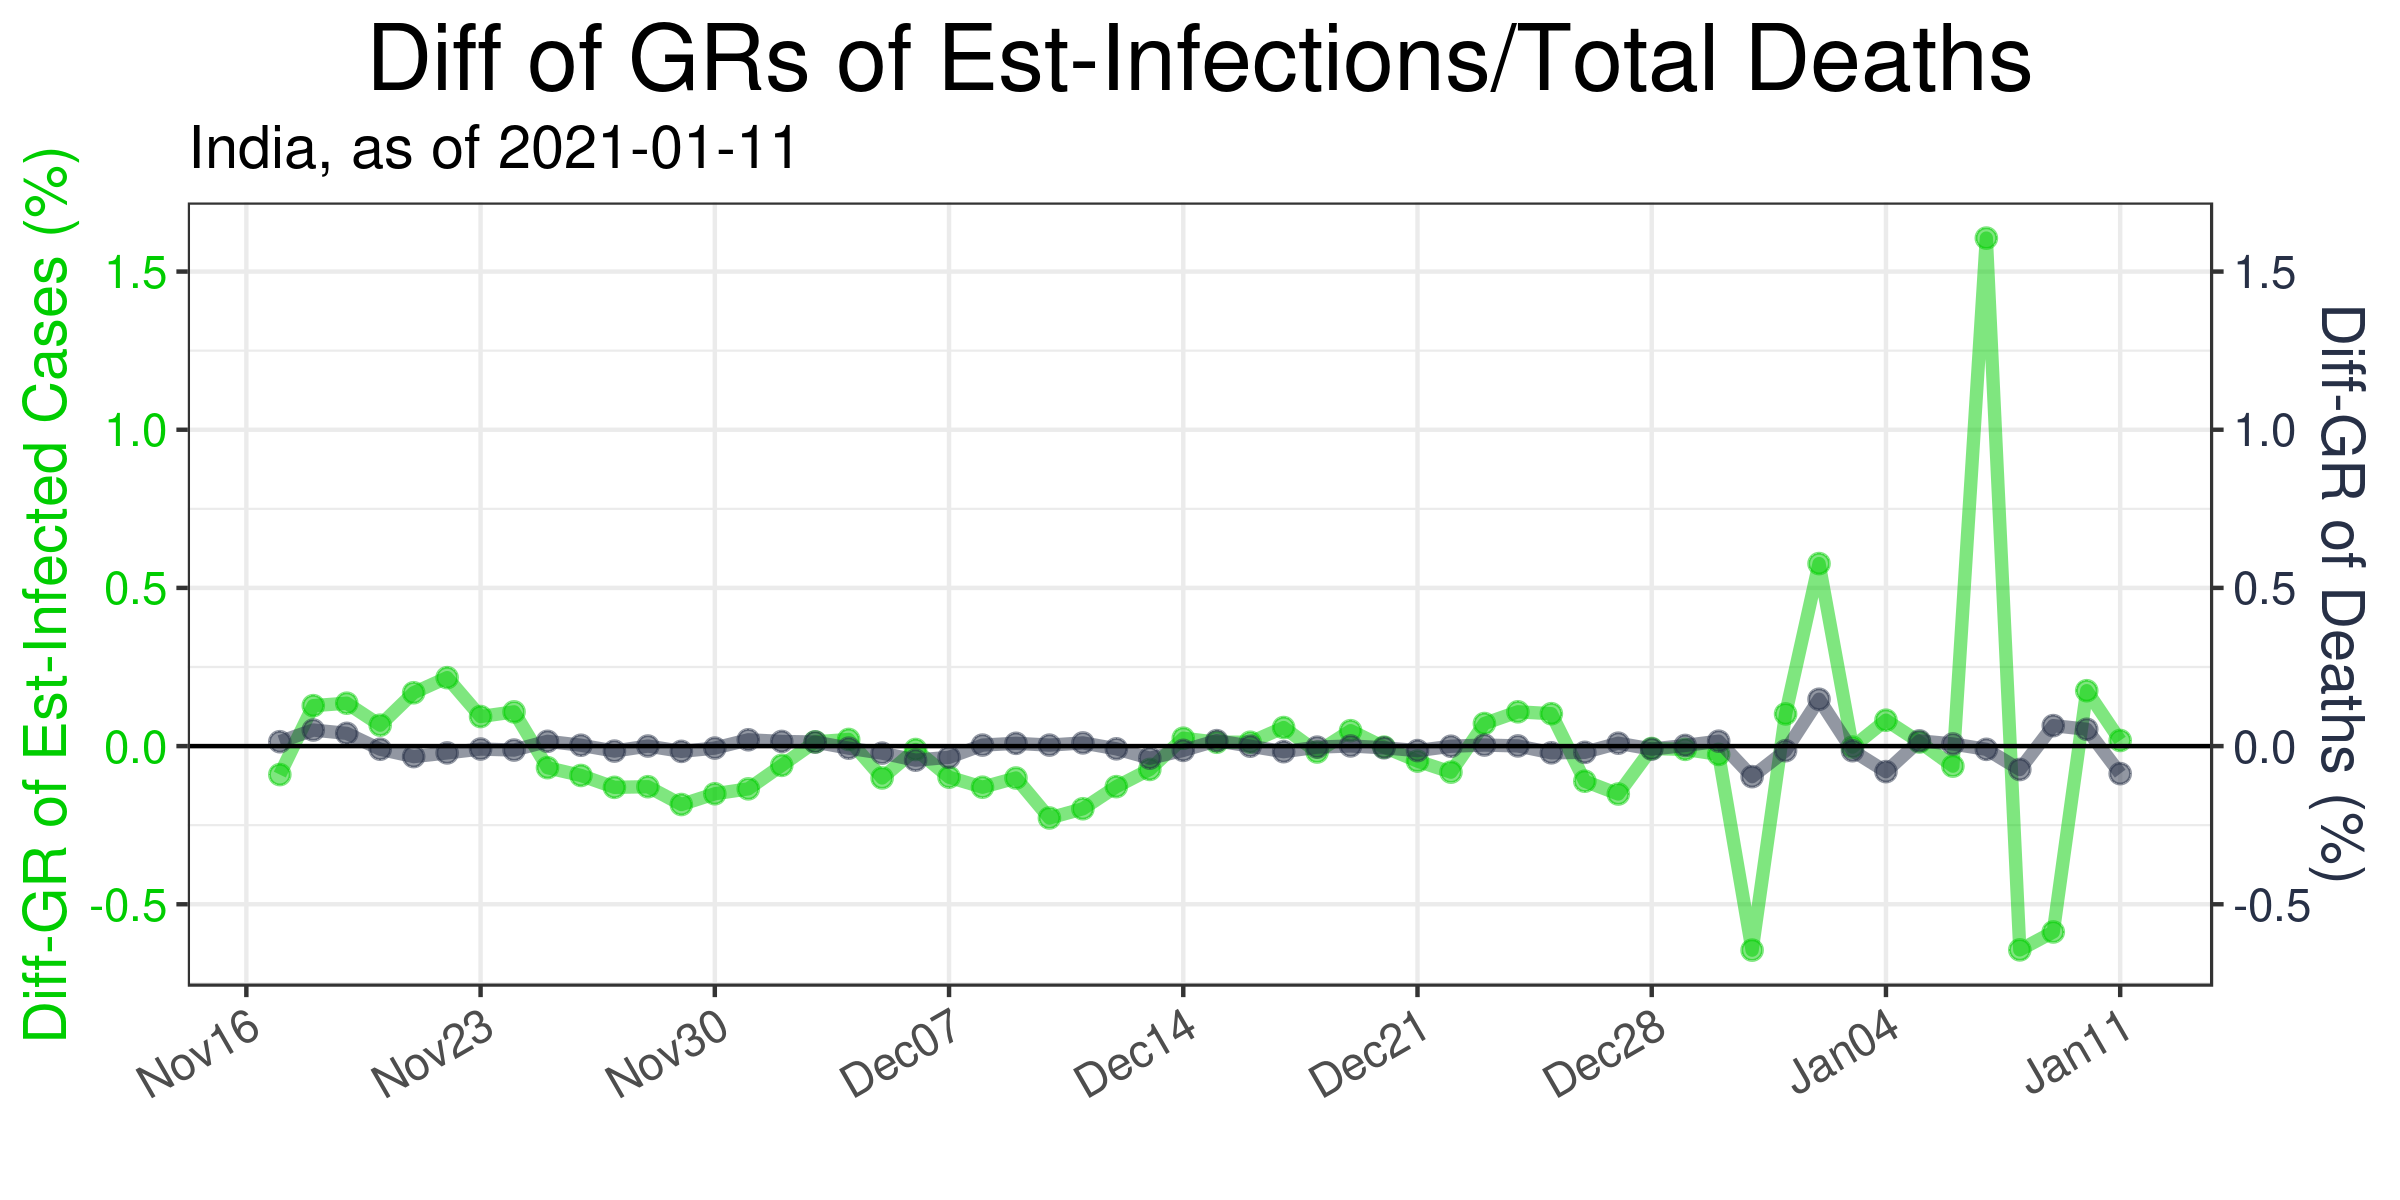 Diff of GRs of Est-Infections/Total Deaths
India, as of 2021-01-11
Diff-GR of Est-Infected Cases (%)
1.5
1.0
0.5
0.0
-0.5
1.5
1.0
0.5
0.0
-0.5
Diff-GR of Deaths (%)
Nov16
Nov23
Nov30
Dec07
Dec14
Dec21
Dec28
Jan04
Jan11